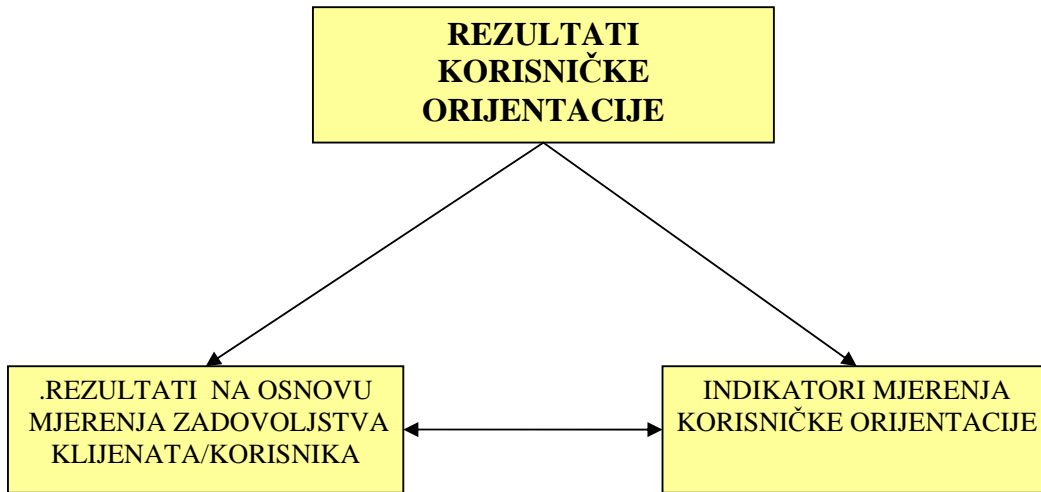 REZULTATI
KORISNIČKE
ORIJENTACIJE
.REZULTATI NA OSNOVU
MJERENJA ZADOVOLJSTVA
KLIJENATA/KORISNIKA
INDIKATORI MJERENJA
KORISNIČKE ORIJENTACIJE